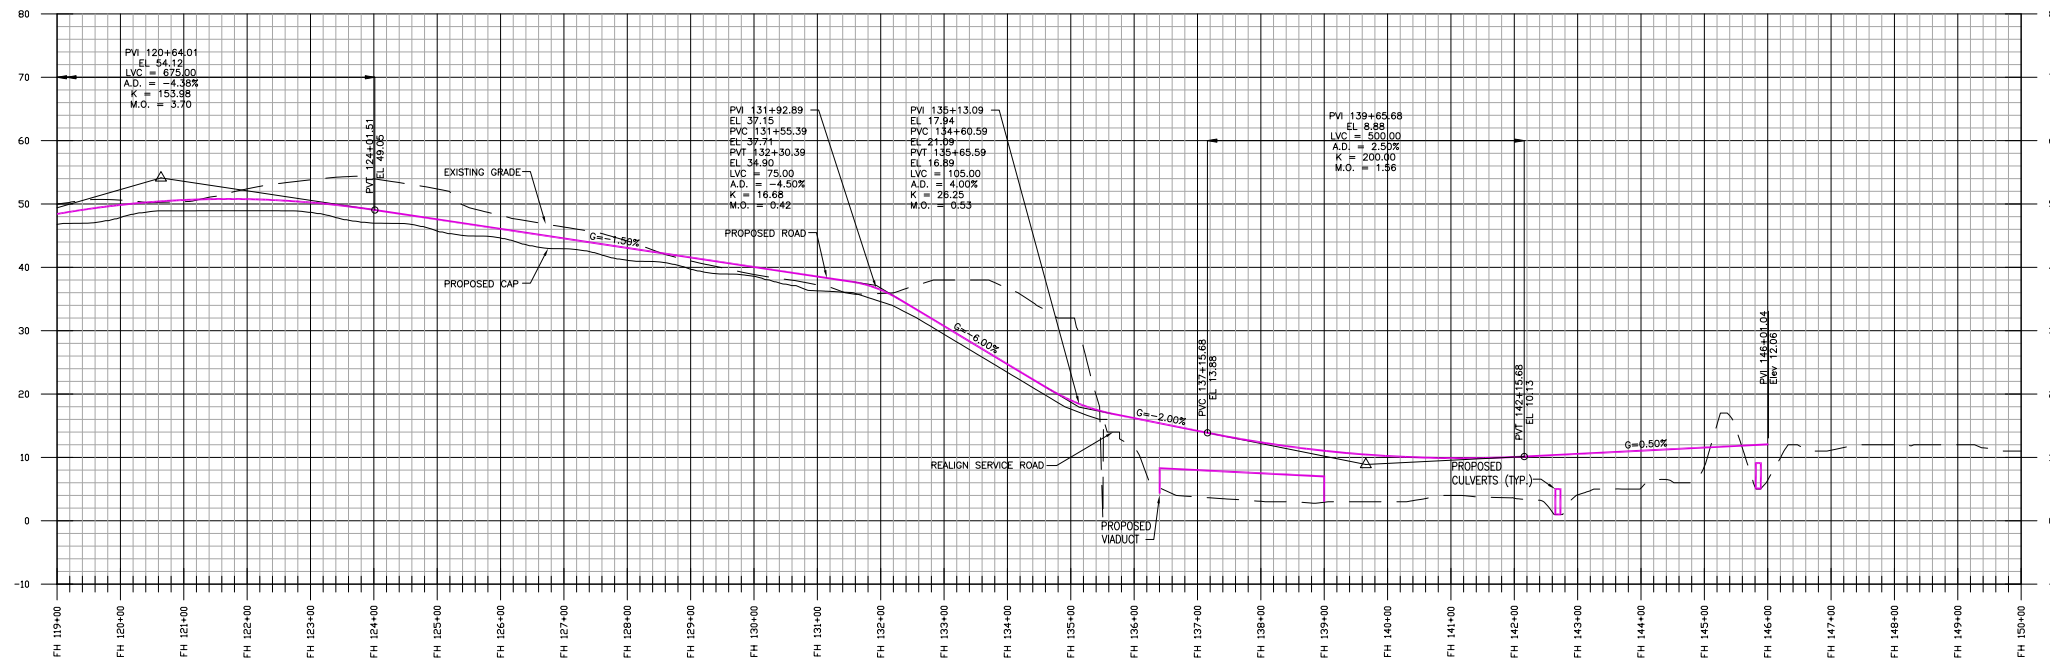 80
70
60
50
40
30
20
10
0
-10
PVI 120+64.01
EL 54.12
LVC = 675.00
A.D. = -4.38%
K = 153.98
M.O. = 3.70
PVT 124+01.51
EL 49.05
EXISTING GRADE
PROPOSED CAP
G=-1.50%
PVI 131+92.89
EL 37.15
PVC 131+55.39
EL 37.71
PVT 132+30.39
EL 34.90
LVC = 75.00
A.D. = -4.50%
K = 16.68
M.O. = 0.42
PROPOSED ROAD
PVI 135+13.09
EL 17.94
PVC 134+60.59
EL 21.09
PVT 135+65.59
EL 16.89
LVC = 105.00
A.D. = 4.00%
K = 26.25
M.O. = 0.53
G=-6.00%
REALIGN SERVICE ROAD
PROPOSED
VIADUCT
G=-2.00%
PVC 137+15.68
EL 13.88
PVI 139+65.68
EL 8.88
LVC = 500.00
A.D. = 2.50%
K = 200.00
M.O. = 1.56
PVT 142+15.68
EL 10.13
PROPOSED
CULVERTS (TYP.)
G=0.50%
PVI 146+01.04
Elev 12.06
FH 119+00
FH 120+00
FH 121+00
FH 122+00
FH 123+00
FH 124+00
FH 125+00
FH 126+00
FH 127+00
FH 128+00
FH 129+00
FH 130+00
FH 131+00
FH 132+00
FH 133+00
FH 134+00
FH 135+00
FH 136+00
FH 137+00
FH 138+00
FH 139+00
FH 140+00
FH 141+00
FH 142+00
FH 143+00
FH 144+00
FH 145+00
FH 146+00
FH 147+00
FH 148+00
FH 149+00
FH 150+00